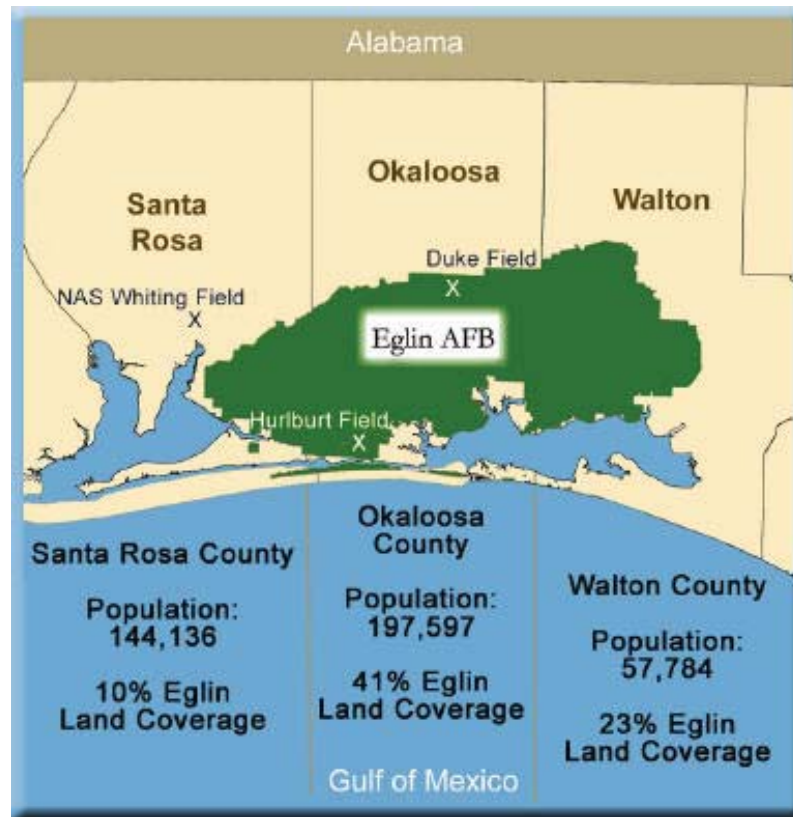 Alabama
Okaloosa
Walton
Santa
Rosa
Duke Field
X
NAS Whiting Field
X
Eglin AFB
Hurlburt Field
X
Santa Rosa County
Population:
144,136
10% Eglin
Land Coverage
Okaloosa
County
Population:
197,597
41% Eglin
Land Coverage
Walton County
Population:
57,784
23% Eglin
Land Coverage
Gulf of Mexico